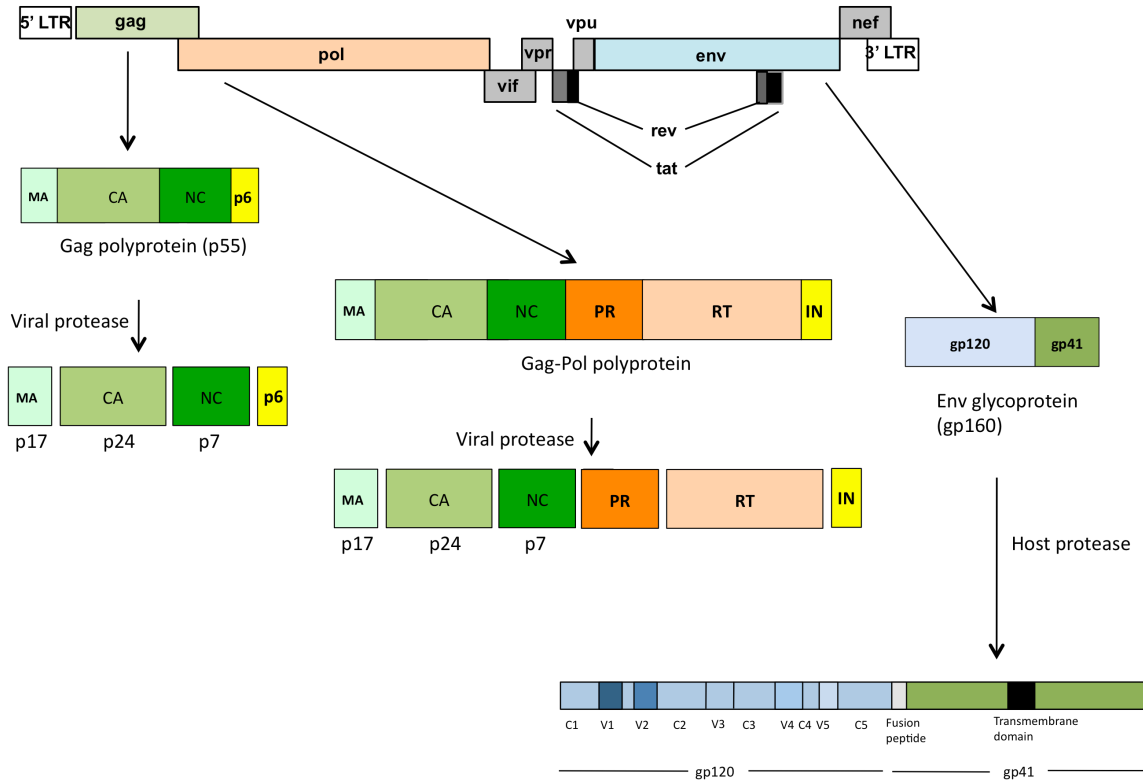 5’ LTR
gag
vpu
nef
pol
vpr
env
3’ LTR
vif
rev
tat
MA
CA
NC
p6
Gag polyprotein (p55)
Viral protease
MA
CA
NC
p6
p17
p24
p7
MA
CA
NC
PR
RT
IN
Gag-Pol polyprotein
Viral protease
MA
CA
NC
PR
RT
IN
p17
p24
p7
gp120
gp41
Env glycoprotein
(gp160)
Host protease
C1
V1
V2
C2
V3
C3
V4
C4
V5
C5
Fusion
peptide
Transmembrane
domain
gp120
gp41